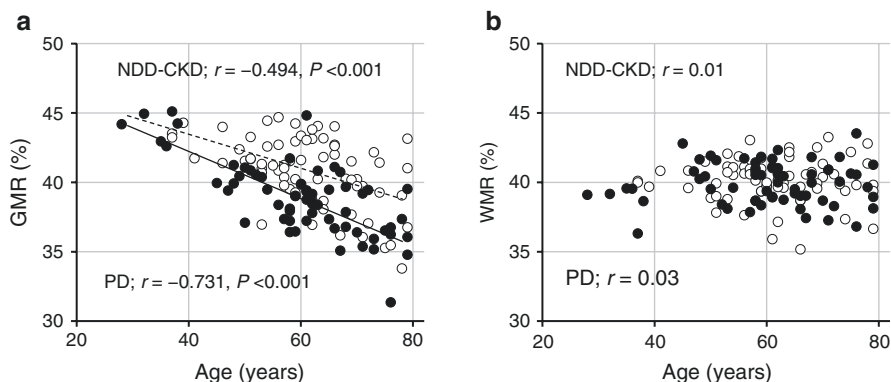 a
50
45
40
35
30
GMR (%)
NDD-CKD; r = −0.494, P <0.001
PD; r = −0.731, P <0.001
20
40
60
80
Age (years)
b
50
45
40
35
30
WMR (%)
NDD-CKD; r = 0.01
PD; r = 0.03
20
40
60
80
Age (years)